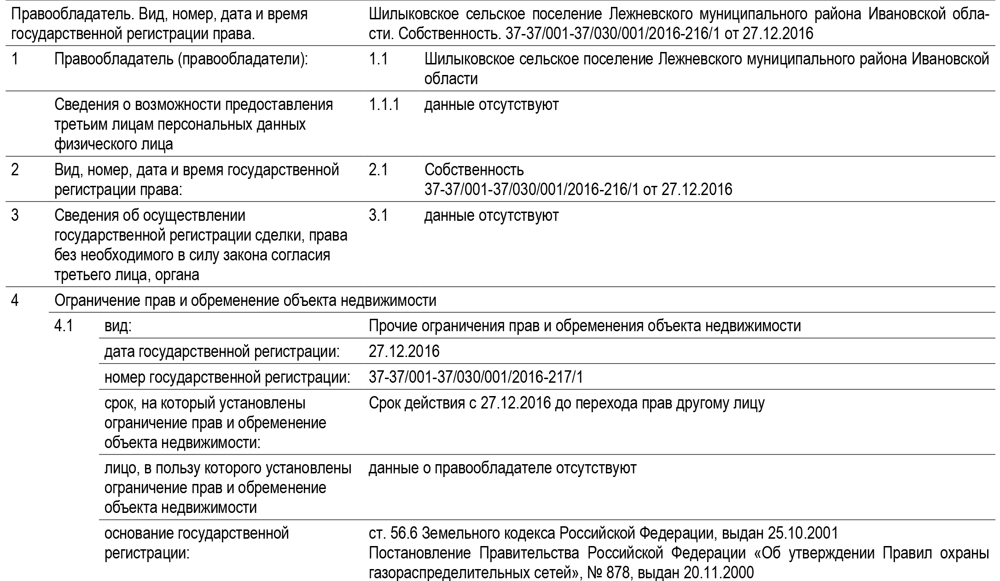 Правообладатель. Вид, номер, дата и время
государственной регистрации права.
Шилыковское сельское поселение Лежневского муниципального района Ивановской обла-
сти. Собственность. 37-37/001-37/030/001/2016-216/1 от 27.12.2016
1 Правообладатель (правообладатели): 1.1 Шилыковское сельское поселение Лежневского муниципального района Ивановской
области
Сведения о возможности предоставления
третьим лицам персональных данных
физического лица
1.1.1 данные отсутствуют
2 Вид, номер, дата и время государственной
регистрации права:
2.1 Собственность
37-37/001-37/030/001/2016-216/1 от 27.12.2016
3 Сведения об осуществлении
государственной регистрации сделки, права
без необходимого в силу закона согласия
третьего лица, органа
3.1 данные отсутствуют
4 Ограничение прав и обременение объекта недвижимости
4.1 вид: Прочие ограничения прав и обременения объекта недвижимости
дата государственной регистрации: 27.12.2016
номер государственной регистрации: 37-37/001-37/030/001/2016-217/1
срок, на который установлены
ограничение прав и обременение
объекта недвижимости:
Срок действия с 27.12.2016 до перехода прав другому лицу
лицо, в пользу которого установлены
ограничение прав и обременение
объекта недвижимости
данные о правообладателе отсутствуют
основание государственной
регистрации:
ст. 56.6 Земельного кодекса Российской Федерации, выдан 25.10.2001
Постановление Правительства Российской Федерации «Об утверждении Правил охраны
газораспределительных сетей», № 878, выдан 20.11.2000